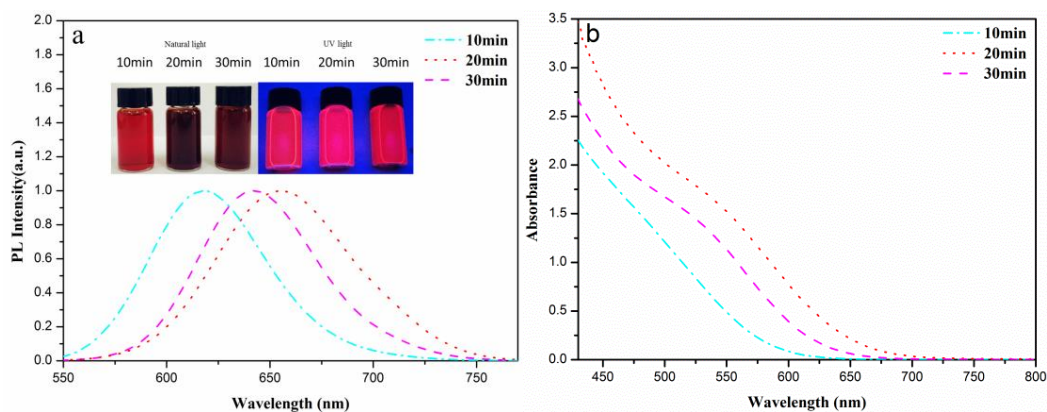 a
2.0
1.8
1.6
1.4
1.2
1.0
0.8
0.6
0.4
0.2
0.0
PL Intensity(a.u.)
550 600 650 700 750
Wavelength (nm)
Natural light UV light
10min 20min 30min 10min 20min 30min
10min
20min
30min
b
3.5
3.0
2.5
2.0
1.5
1.0
0.5
0.0
Absorbance
450 500 550 600 650 700 750 800
Wavelength (nm)
10min
20min
30min